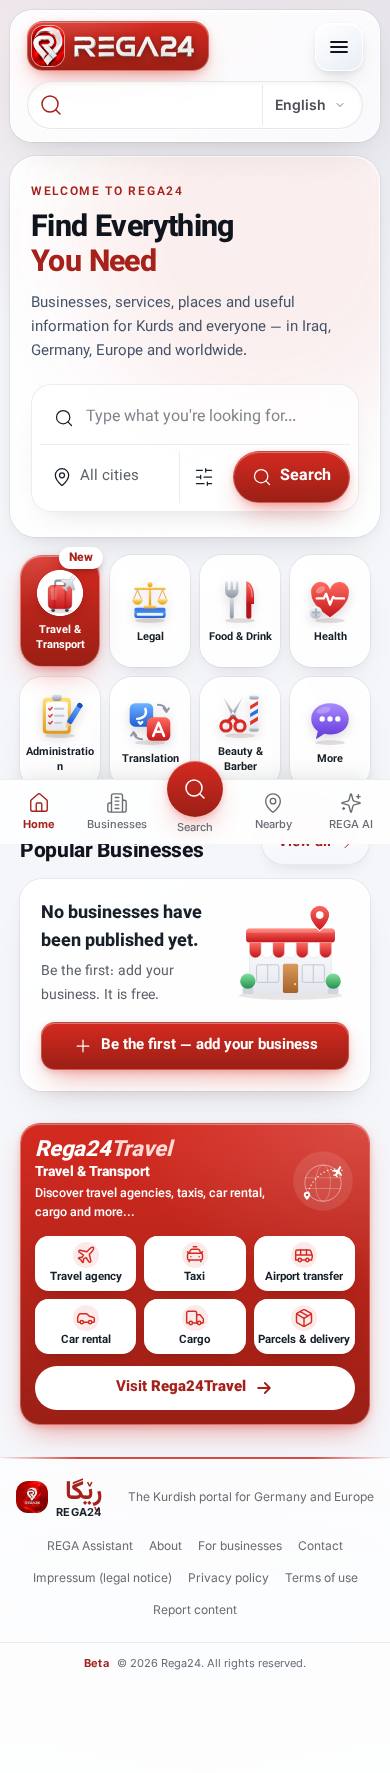 REGA24
English
WELCOME TO REGA24
Find Everything
You Need
Businesses, services, places and useful
information for Kurds and everyone — in Iraq,
Germany, Europe and worldwide.
Type what you're looking for...
All cities
Search
New
Travel &
Transport
Legal
Food & Drink
Health
Administratio
n
Translation
Beauty &
Barber
More
Home
Businesses
Search
Nearby
REGA AI
Popular Businesses
View all
No businesses have
been published yet.
Be the first: add your
business. It is free.
Be the first — add your business
Rega24Travel
Travel & Transport
Discover travel agencies, taxis, car rental,
cargo and more...
Travel agency
Taxi
Airport transfer
Car rental
Cargo
Parcels & delivery
Visit Rega24Travel
ڕێگا
REGA24
The Kurdish portal for Germany and Europe
REGA Assistant
About
For businesses
Contact
Impressum (legal notice)
Privacy policy
Terms of use
Report content
Beta © 2026 Rega24. All rights reserved.